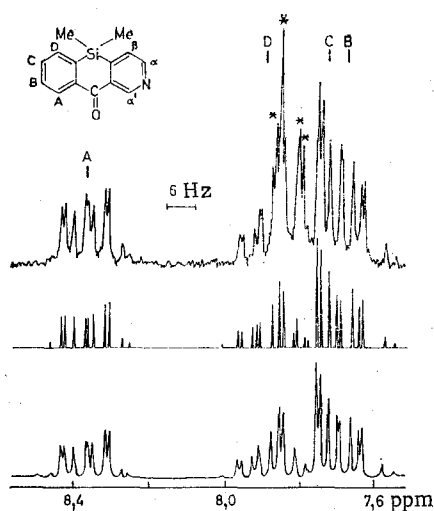 Me Me
Si
D β α
C
B N
A α'
C
O
D * C B
* * *
A
6 Hz
8,4 8,0 7,6 ppm